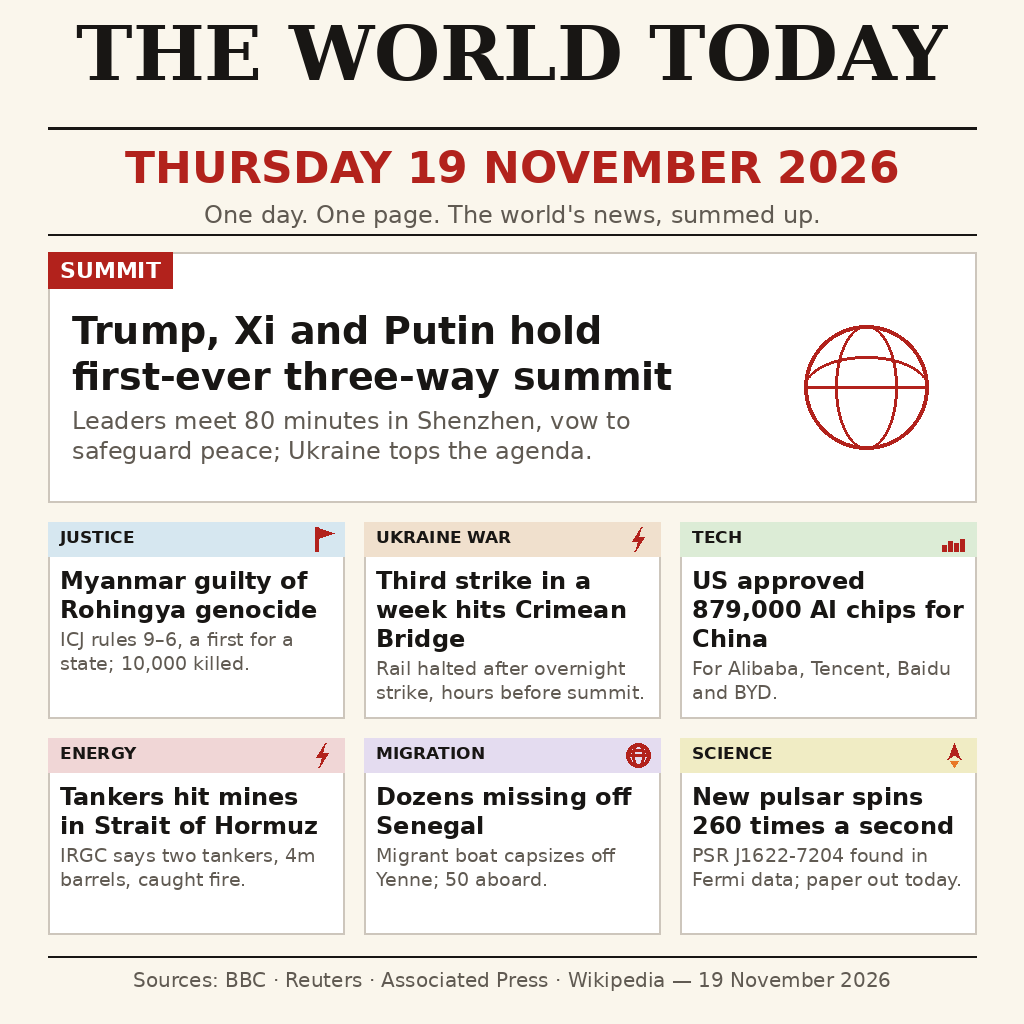 THE WORLD TODAY
THURSDAY 19 NOVEMBER 2026
One day. One page. The world's news, summed up.
SUMMIT
Trump, Xi and Putin hold
first-ever three-way summit
Leaders meet 80 minutes in Shenzhen, vow to
safeguard peace; Ukraine tops the agenda.
JUSTICE
Myanmar guilty of
Rohingya genocide
ICJ rules 9–6, a first for a
state; 10,000 killed.
UKRAINE WAR
Third strike in a
week hits Crimean
Bridge
Rail halted after overnight
strike, hours before summit.
TECH
US approved
879,000 AI chips for
China
For Alibaba, Tencent, Baidu
and BYD.
ENERGY
Tankers hit mines
in Strait of Hormuz
IRGC says two tankers, 4m
barrels, caught fire.
MIGRATION
Dozens missing off
Senegal
Migrant boat capsizes off
Yenne; 50 aboard.
SCIENCE
New pulsar spins
260 times a second
PSR J1622-7204 found in
Fermi data; paper out today.
Sources: BBC · Reuters · Associated Press · Wikipedia — 19 November 2026